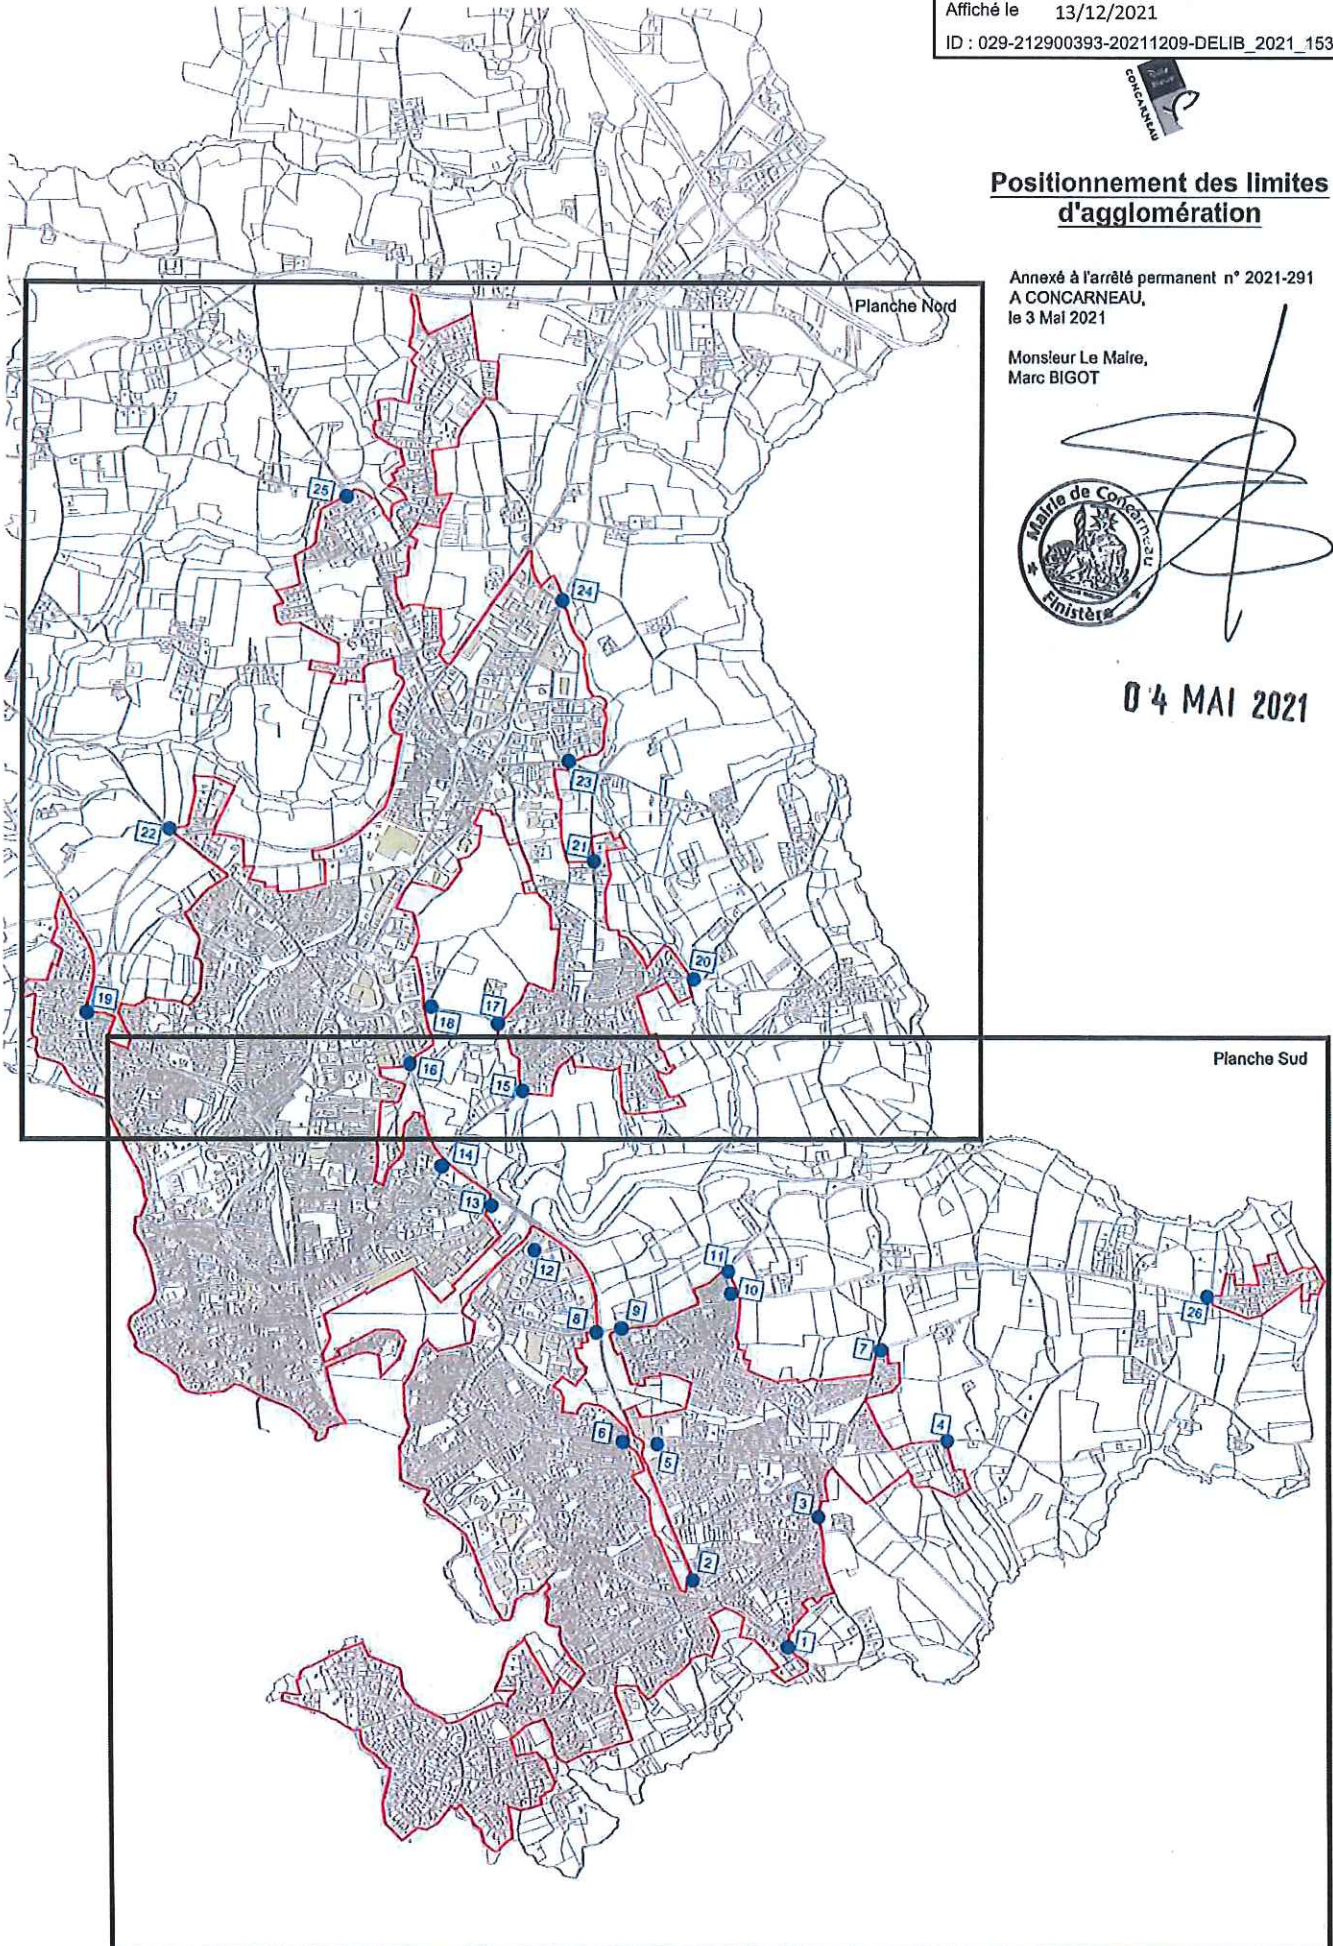 Affiché le 13/12/2021
ID : 029-212900393-20211209-DELIB_2021_153
CONCARNEAU
Positionnement des limites
d'agglomération
Annexé à l'arrêté permanent n° 2021-291
A CONCARNEAU,
le 3 Mai 2021
Monsieur Le Maire,
Marc BIGOT
Mairie de Concarneau
Finistère
04 MAI 2021
Planche Nord
25
24
23
22
21
20
19
18
17
Planche Sud
16
15
14
13
12
11
10
9
8
26
7
6
5
4
3
2
1